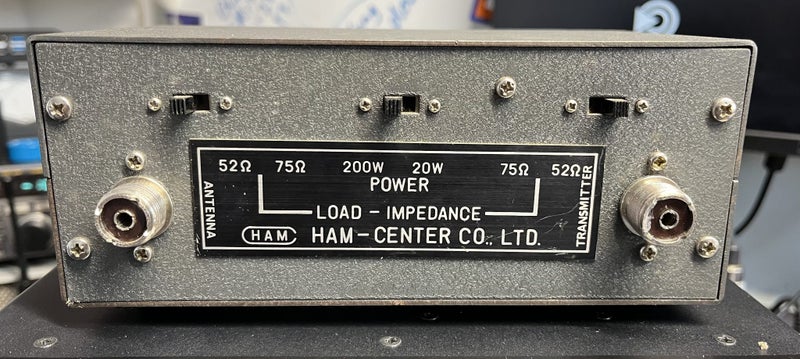 52Ω 75Ω 200W 20W 75Ω 52Ω
POWER
LOAD - IMPEDANCE
ANTENNA
TRANSMITTER
HAM HAM-CENTER CO., LTD.